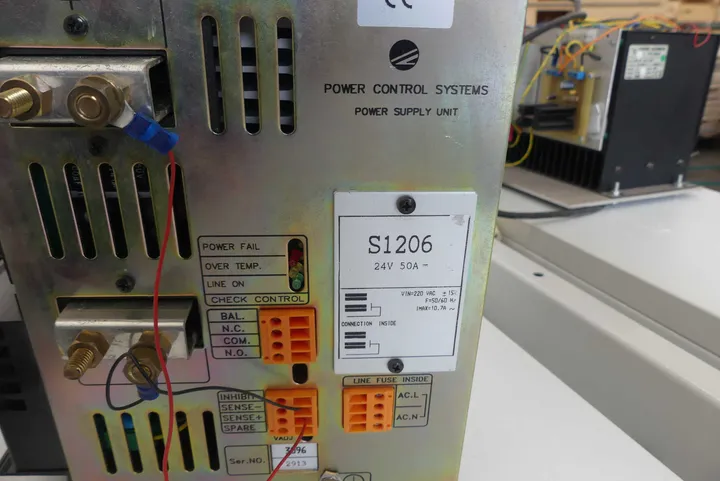 CE
POWER CONTROL SYSTEMS
POWER SUPPLY UNIT
S1206
24V 50A
POWER FAIL
OVER TEMP.
LINE ON
CHECK CONTROL
VIN=220 VAC ±15%
F=50/60 Hz
IMAX=10.7A ~
CONNECTION INSIDE
BAL.
N.C.
COM.
N.O.
LINE FUSE INSIDE
INHIBIT
SENSE-
SENSE+
SPARE
AC.L
AC.N
VADJ
3696
Ser.NO. 2913